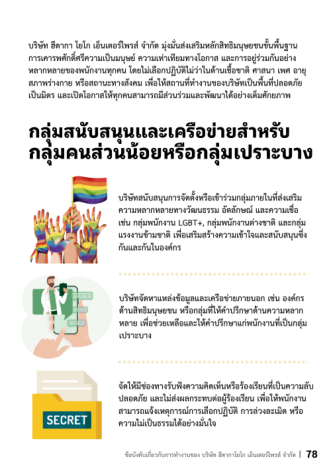 บริษัท ฮีดากา โยโก เอ็นเตอร์ไพรส์ จำกัด มุ่งมั่นส่งเสริมหลักสิทธิมนุษยชนขั้นพื้นฐาน
การเคารพศักดิ์ศรีความเป็นมนุษย์ ความเท่าเทียมทางโอกาส และการอยู่ร่วมกันอย่าง
หลากหลายของพนักงานทุกคน โดยไม่เลือกปฏิบัติไม่ว่าในด้านเชื้อชาติ ศาสนา เพศ อายุ
สภาพร่างกาย หรือสถานะทางสังคม เพื่อให้สถานที่ทำงานของบริษัทเป็นพื้นที่ปลอดภัย
เป็นมิตร และเปิดโอกาสให้ทุกคนสามารถมีส่วนร่วมและพัฒนาได้อย่างเต็มศักยภาพ
กลุ่มสนับสนุนและเครือข่ายสำหรับ
กลุ่มคนส่วนน้อยหรือกลุ่มเปราะบาง
บริษัทสนับสนุนการจัดตั้งหรือเข้าร่วมกลุ่มภายในที่ส่งเสริม
ความหลากหลายทางวัฒนธรรม อัตลักษณ์ และความเชื่อ
เช่น กลุ่มพนักงาน LGBT+, กลุ่มพนักงานต่างชาติ และกลุ่ม
แรงงานข้ามชาติ เพื่อเสริมสร้างความเข้าใจและสนับสนุนซึ่ง
กันและกันในองค์กร
บริษัทจัดหาแหล่งข้อมูลและเครือข่ายภายนอก เช่น องค์กร
ด้านสิทธิมนุษยชน หรือกลุ่มที่ให้คำปรึกษาด้านความหลาก
หลาย เพื่อช่วยเหลือและให้คำปรึกษาแก่พนักงานที่เป็นกลุ่ม
เปราะบาง
จัดให้มีช่องทางรับฟังความคิดเห็นหรือร้องเรียนที่เป็นความลับ
ปลอดภัย และไม่ส่งผลกระทบต่อผู้ร้องเรียน เพื่อให้พนักงาน
สามารถแจ้งเหตุการณ์การเลือกปฏิบัติ การล่วงละเมิด หรือ
ความไม่เป็นธรรมได้อย่างมั่นใจ
SECRET
ข้อบังคับเกี่ยวกับการทำงานของ บริษัท ฮีดากาโยโก เอ็นเตอร์ไพรส์ จำกัด | 78